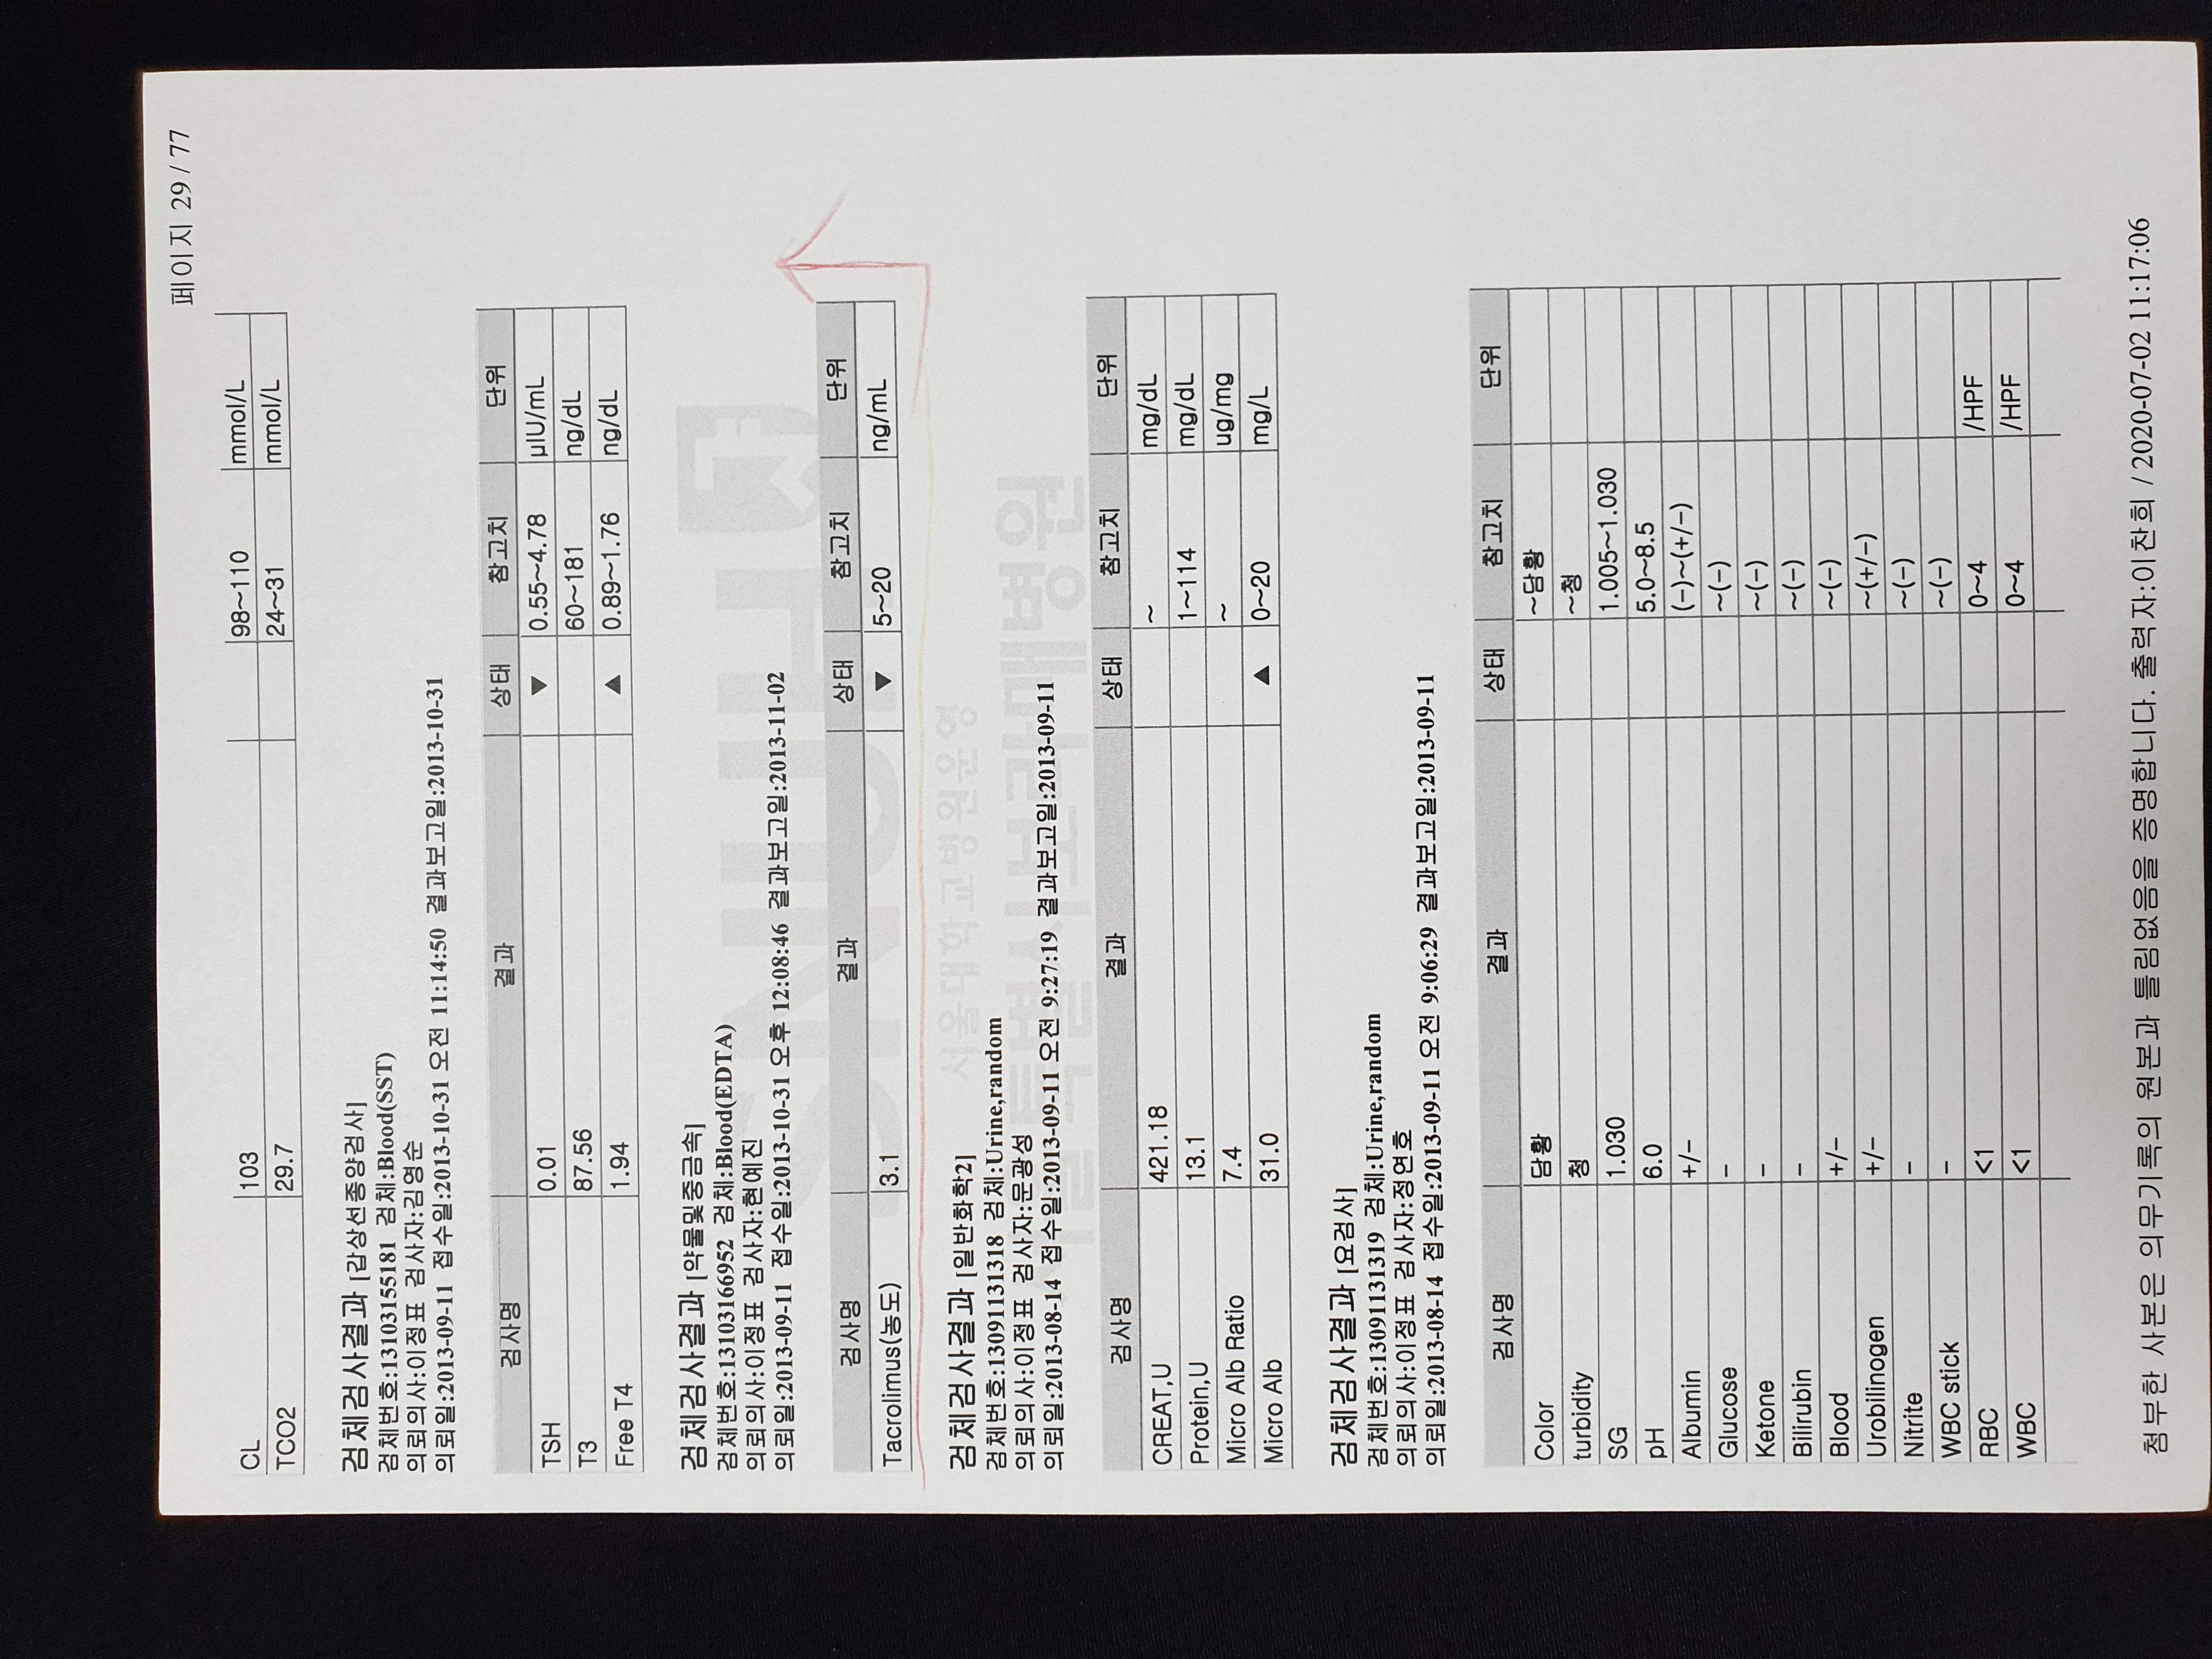 페이지 29 / 77
CL 103 98~110 mmol/L
TCO2 29.7 24~31 mmol/L
검체검사결과 [갑상선종양검사]
검체번호:13103155181 검체:Blood(SST)
의뢰의사:이정표 검사자:김영순
의뢰일:2013-09-11 접수일:2013-10-31 오전 11:14:50 결과보고일:2013-10-31
검사명 결과 상태 참고치 단위
TSH 0.01 ▼ 0.55~4.78 µIU/mL
T3 87.56 60~181 ng/dL
Free T4 1.94 ▲ 0.89~1.76 ng/dL
검체검사결과 [약물및중금속]
검체번호:13103166952 검체:Blood(EDTA)
의뢰의사:이정표 검사자:현예진
의뢰일:2013-09-11 접수일:2013-10-31 오후 12:08:46 결과보고일:2013-11-02
SNUH
검사명 결과 상태 참고치 단위
Tacrolimus(농도) 3.1 ▼ 5~20 ng/mL
서울대학교병원운영
검체검사결과 [일반화학2]
검체번호:13091131318 검체:Urine,random
의뢰의사:이정표 검사자:문광성
서울특별시보라매병원
의뢰일:2013-08-14 접수일:2013-09-11 오전 9:27:19 결과보고일:2013-09-11
검사명 결과 상태 참고치 단위
CREAT,U 421.18 ~ mg/dL
Protein,U 13.1 1~114 mg/dL
Micro Alb Ratio 7.4 ~ ug/mg
Micro Alb 31.0 ▲ 0~20 mg/L
검체검사결과 [요검사]
검체번호:13091131319 검체:Urine,random
의뢰의사:이정표 검사자:정연호
의뢰일:2013-08-14 접수일:2013-09-11 오전 9:06:29 결과보고일:2013-09-11
검사명 결과 상태 참고치 단위
Color 담황 ~담황
turbidity 청 ~청
SG 1.030 1.005~1.030
pH 6.0 5.0~8.5
Albumin +/− (−)~(+/−)
Glucose − ~(−)
Ketone − ~(−)
Bilirubin − ~(−)
Blood +/− ~(−)
Urobilinogen +/− ~(+/−)
Nitrite − ~(−)
WBC stick − ~(−)
RBC <1 0~4 /HPF
WBC <1 0~4 /HPF
첨부한 사본은 의무기록의 원본과 틀림없음을 증명합니다. 출력자:이찬희 / 2020-07-02 11:17:06